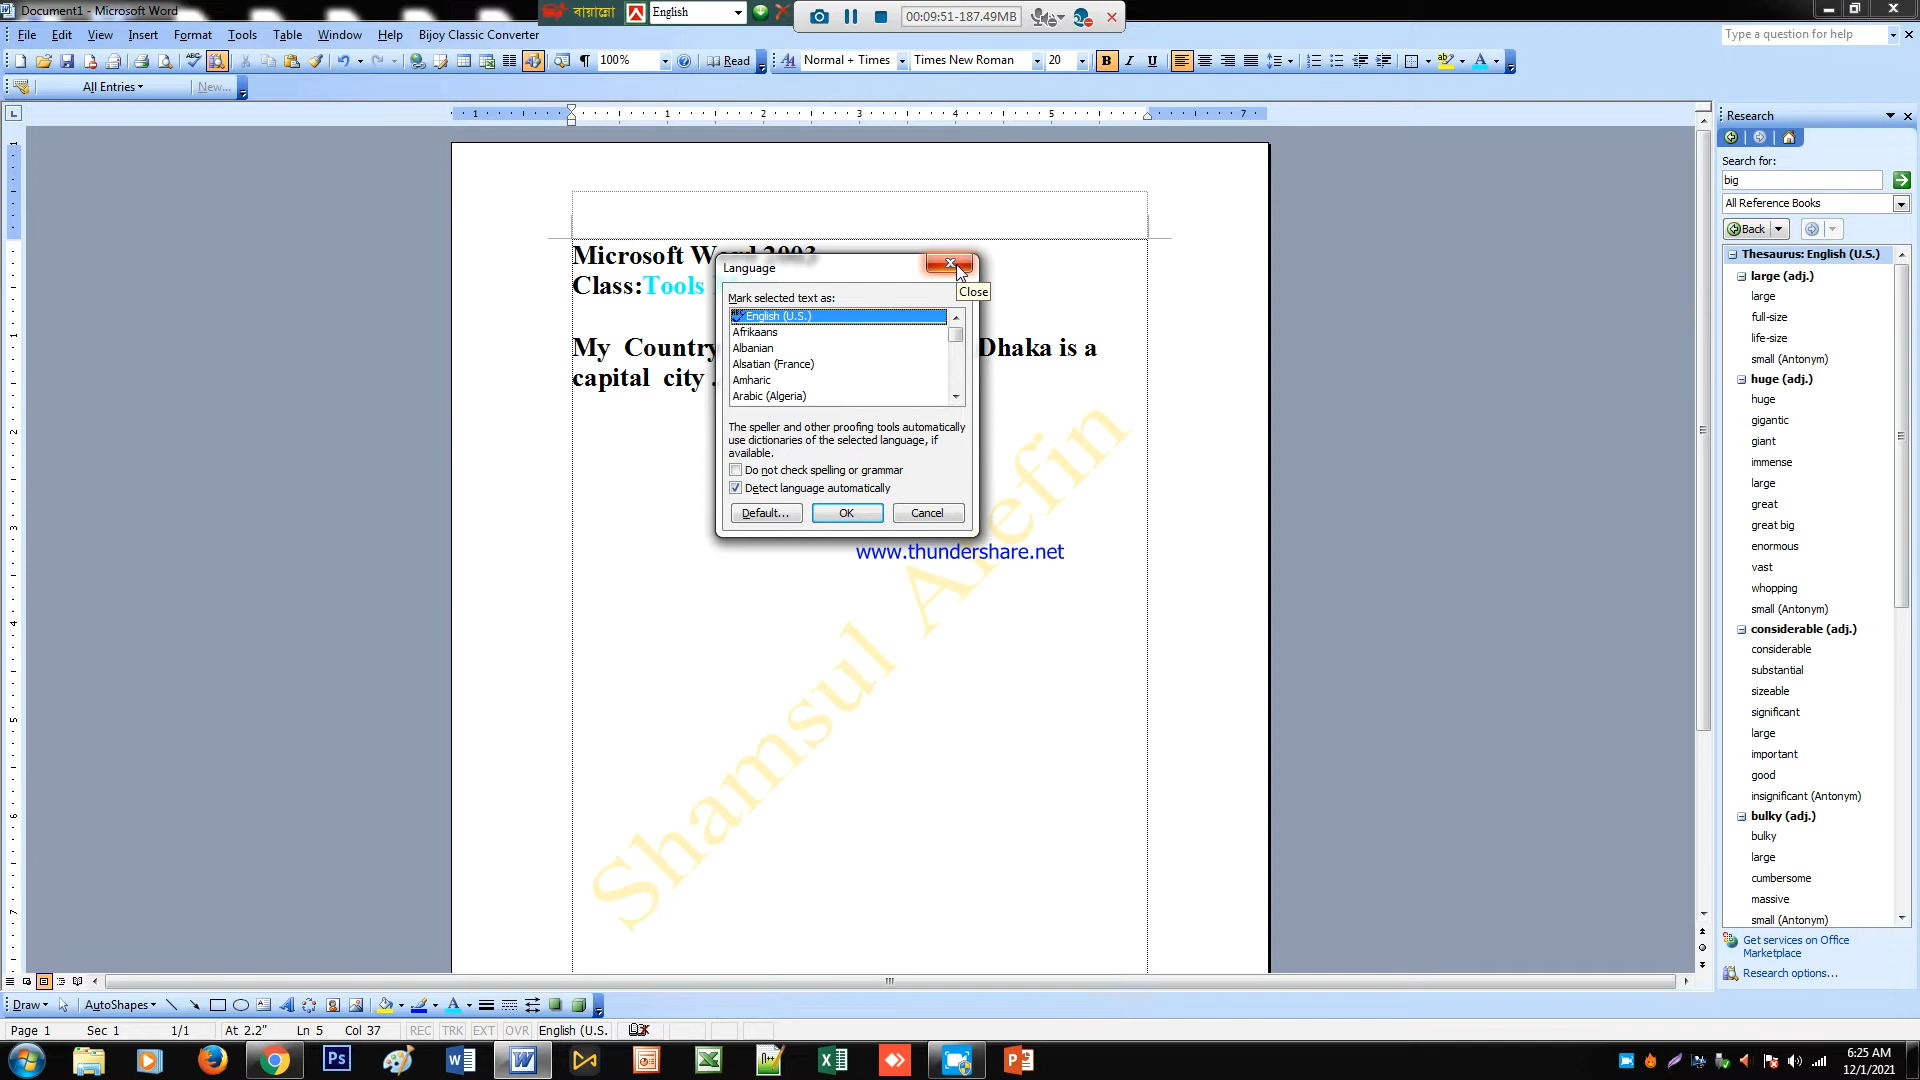 Document1 - Microsoft Word
বায়ান্নো
English
00:09:51-187.49MB
File Edit View Insert Format Tools Table Window Help Bijoy Classic Converter
Type a question for help
100%
Read
Normal + Times
Times New Roman
20
All Entries
New...
Research
Search for:
big
All Reference Books
Back
Thesaurus: English (U.S.)
large (adj.)
large
full-size
life-size
small (Antonym)
huge (adj.)
huge
gigantic
giant
immense
large
great
great big
enormous
vast
whopping
small (Antonym)
considerable (adj.)
considerable
substantial
sizeable
significant
large
important
good
insignificant (Antonym)
bulky (adj.)
bulky
large
cumbersome
massive
small (Antonym)
Get services on Office
Marketplace
Research options...
Microsoft Word 2003
Class:Tools
My Country Dhaka is a
capital city .
Language
Close
Mark selected text as:
English (U.S.)
Afrikaans
Albanian
Alsatian (France)
Amharic
Arabic (Algeria)
The speller and other proofing tools automatically
use dictionaries of the selected language, if
available.
Do not check spelling or grammar
Detect language automatically
Default... OK Cancel
www.thundershare.net
Shamsul Arefin
Draw AutoShapes
Page 1 Sec 1 1/1 At 2.2" Ln 5 Col 37 REC TRK EXT OVR English (U.S.
6:25 AM
12/1/2021